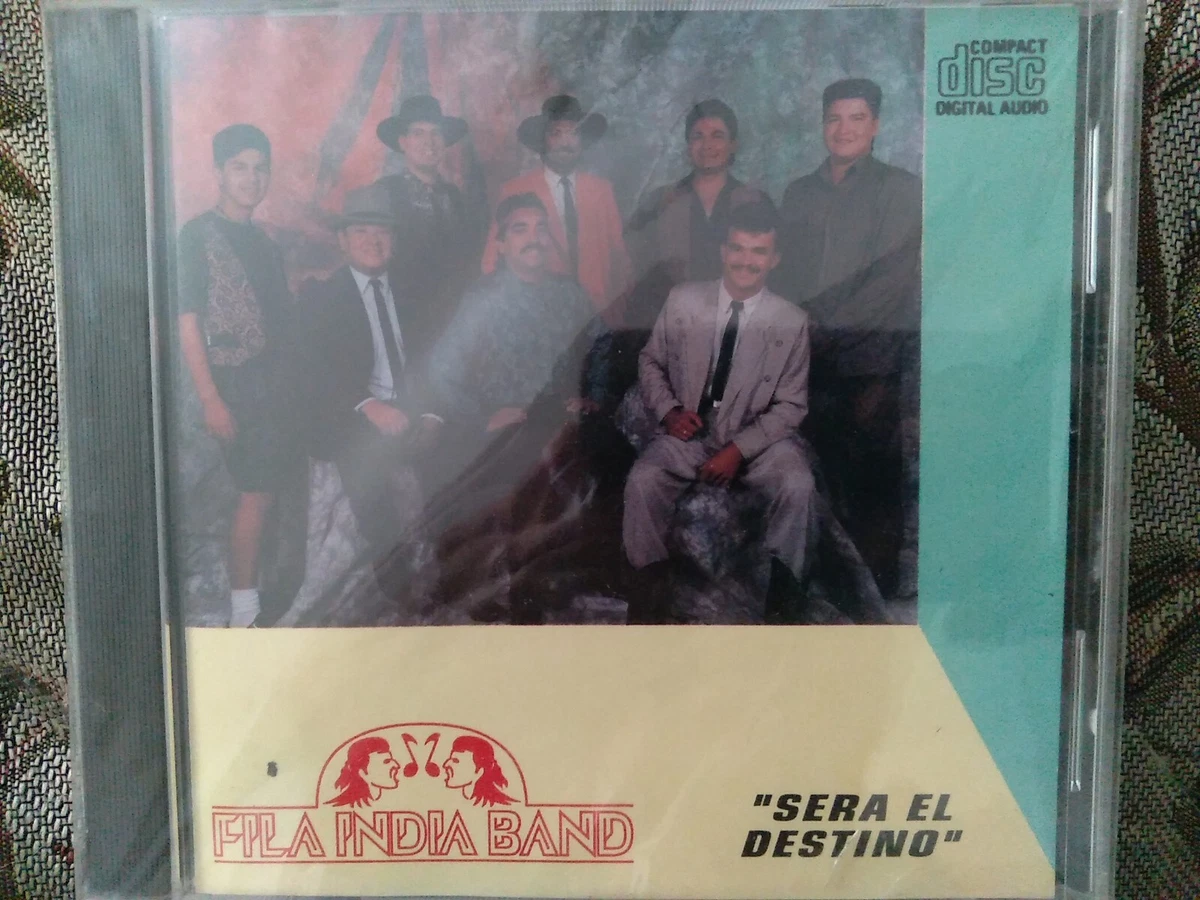 COMPACT
disc
DIGITAL AUDIO
FILA INDIA BAND
"SERA EL
DESTINO"